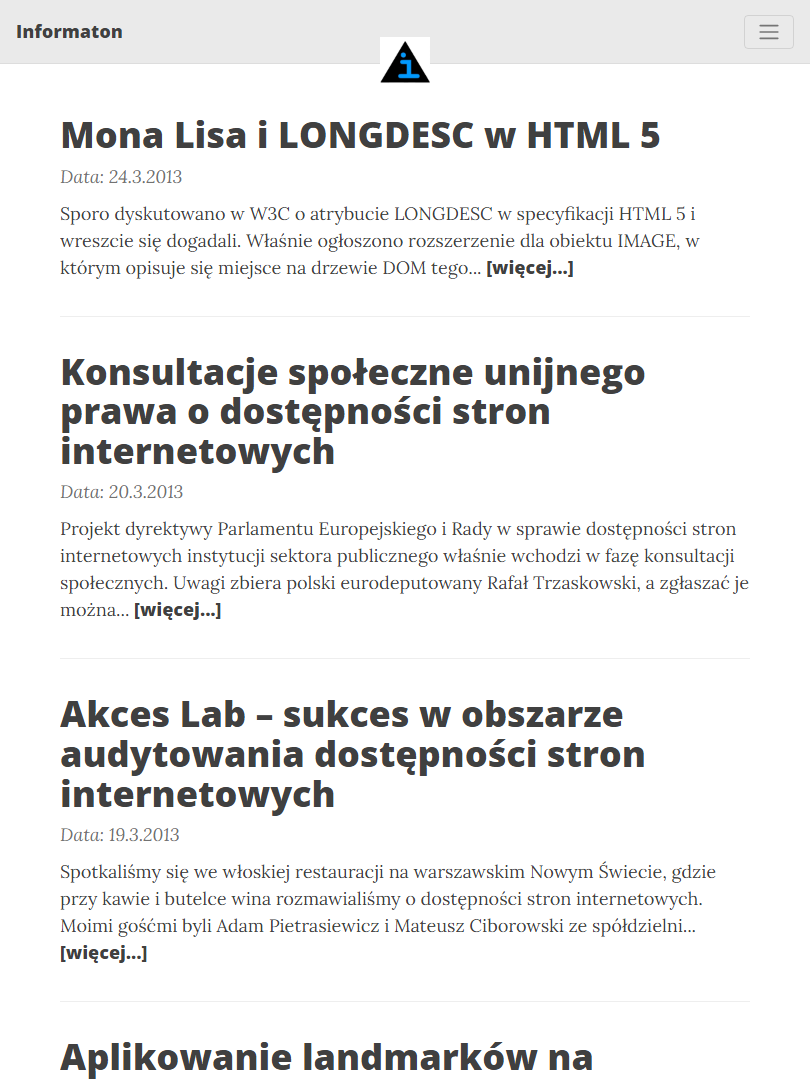 Informaton
i
Mona Lisa i LONGDESC w HTML 5
Data: 24.3.2013
Sporo dyskutowano w W3C o atrybucie LONGDESC w specyfikacji HTML 5 i
wreszcie się dogadali. Właśnie ogłoszono rozszerzenie dla obiektu IMAGE, w
którym opisuje się miejsce na drzewie DOM tego... [więcej...]
Konsultacje społeczne unijnego
prawa o dostępności stron
internetowych
Data: 20.3.2013
Projekt dyrektywy Parlamentu Europejskiego i Rady w sprawie dostępności stron
internetowych instytucji sektora publicznego właśnie wchodzi w fazę konsultacji
społecznych. Uwagi zbiera polski eurodeputowany Rafał Trzaskowski, a zgłaszać je
można... [więcej...]
Akces Lab – sukces w obszarze
audytowania dostępności stron
internetowych
Data: 19.3.2013
Spotkaliśmy się we włoskiej restauracji na warszawskim Nowym Świecie, gdzie
przy kawie i butelce wina rozmawialiśmy o dostępności stron internetowych.
Moimi gośćmi byli Adam Pietrasiewicz i Mateusz Ciborowski ze spółdzielni...
[więcej...]
Aplikowanie landmarków na